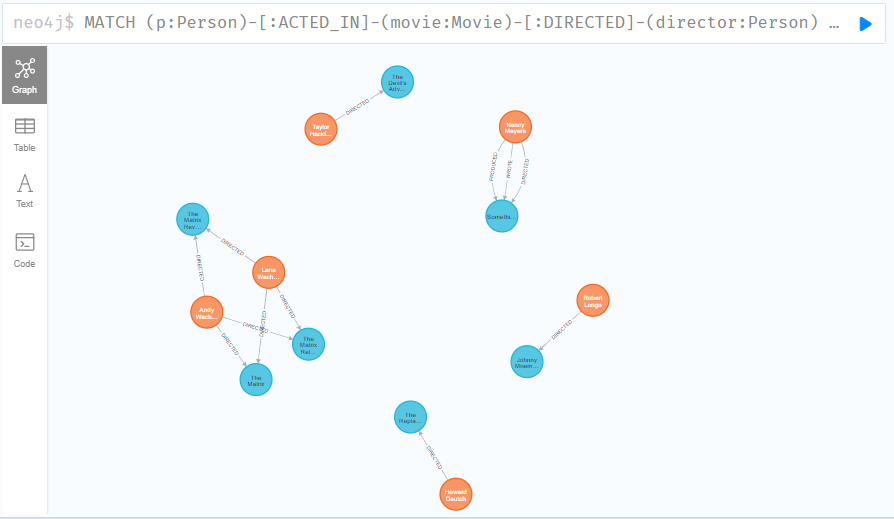 neo4j$ MATCH (p:Person)-[:ACTED_IN]-(movie:Movie)-[:DIRECTED]-(director:Person) …
Graph
Table
Text
Code
The
Devil's
Adv...
DIRECTED
Taylor
Hackf...
Nancy
Meyers
PRODUCED
WROTE
DIRECTED
Somethi...
The
Matrix
Rev...
DIRECTED
DIRECTED
Lana
Wach...
Andy
Wach...
DIRECTED
DIRECTED
DIRECTED
DIRECTED
The
Matrix
Rel...
The
Matrix
Robert
Longo
DIRECTED
Johnny
Mnem...
The
Repla...
DIRECTED
Howard
Deutch